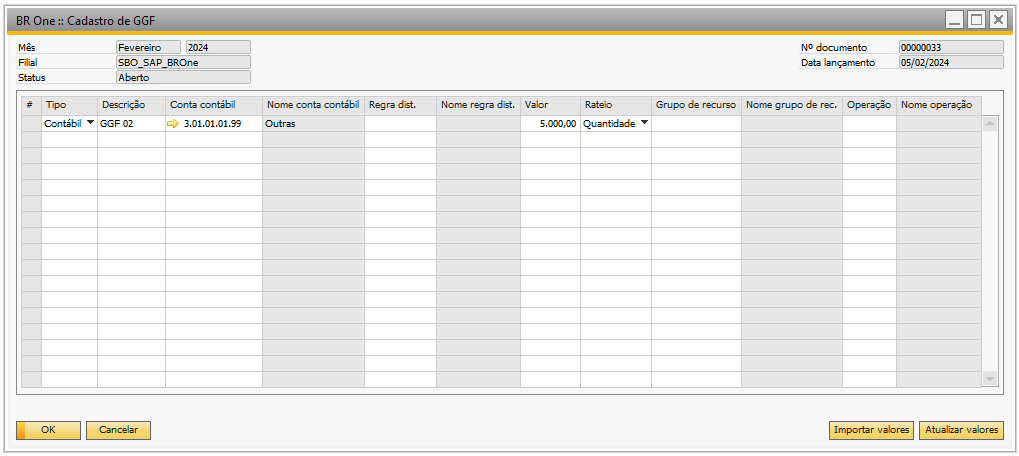 BR One :: Cadastro de GGF
Mês Fevereiro 2024 Nº documento 00000033
Filial SBO_SAP_BROne Data lançamento 05/02/2024
Status Aberto
# Tipo Descrição Conta contábil Nome conta contábil Regra dist. Nome regra dist. Valor Rateio Grupo de recurso Nome grupo de rec. Operação Nome operação
Contábil GGF 02 3.01.01.01.99 Outras 5.000,00 Quantidade
OK Cancelar Importar valores Atualizar valores